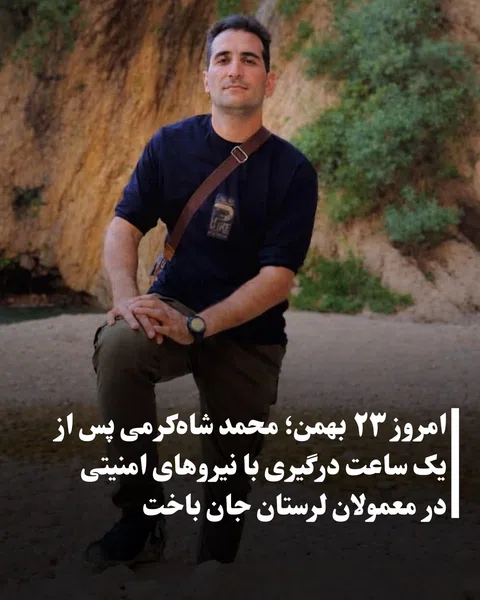 امروز ۲۳ بهمن؛ محمد شاه‌کرمی پس از
یک ساعت درگیری با نیروهای امنیتی
در معمولان لرستان جان باخت